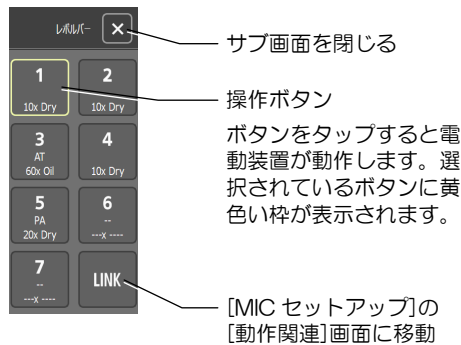 レボルバー
サブ画面を閉じる
1
10x Dry
2
10x Dry
操作ボタン
ボタンをタップすると電
動装置が動作します。選
択されているボタンに黄
色い枠が表示されます。
3
AT
60x Oil
4
10x Dry
5
PA
20x Dry
6
--
---x ----
7
--
---x ----
LINK
[MIC セットアップ]の
[動作関連]画面に移動